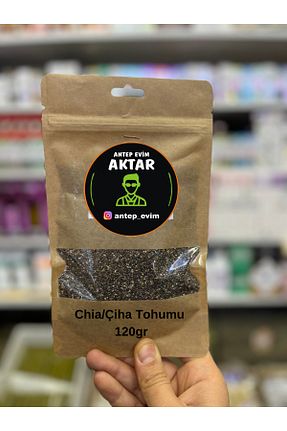 ANTEP EVİM
AKTAR
antep_evim
Chia/Çiha Tohumu
120gr